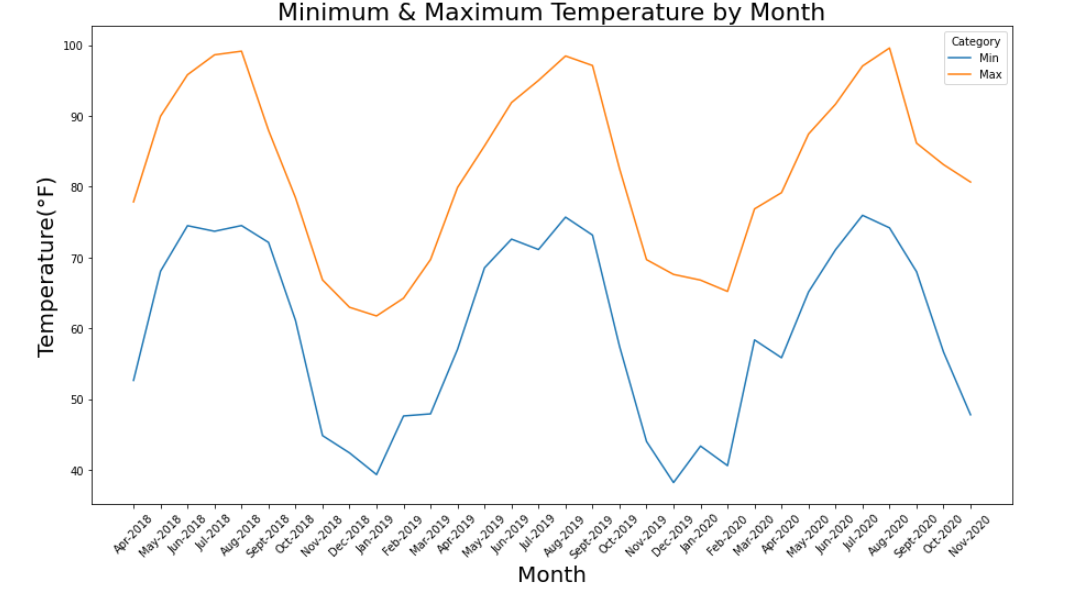 Minimum & Maximum Temperature by Month
Category
Min
Max
Temperature(°F)
100
90
80
70
60
50
40
Apr-2018
May-2018
Jun-2018
Jul-2018
Aug-2018
Sept-2018
Oct-2018
Nov-2018
Dec-2018
Jan-2019
Feb-2019
Mar-2019
Apr-2019
May-2019
Jun-2019
Jul-2019
Aug-2019
Sept-2019
Oct-2019
Nov-2019
Dec-2019
Jan-2020
Feb-2020
Mar-2020
Apr-2020
May-2020
Jun-2020
Jul-2020
Aug-2020
Sept-2020
Oct-2020
Nov-2020
Month